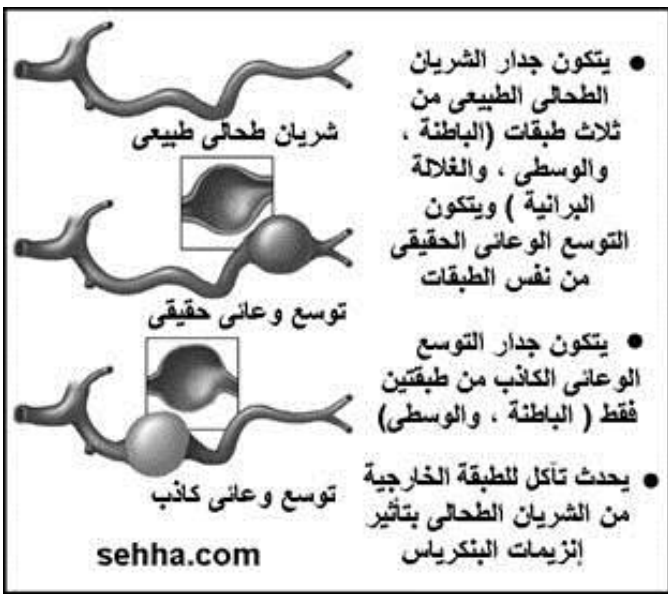 ● يتكون جدار الشريان
الطحالى الطبيعى من
ثلاث طبقات (الباطنة ،
والوسطى ، والغلالة
البرانية ) ويتكون
التوسع الوعائى الحقيقى
من نفس الطبقات
● يتكون جدار التوسع
الوعائى الكاذب من طبقتين
فقط ( الباطنة ، والوسطى)
● يحدث تآكل للطبقة الخارجية
من الشريان الطحالى بتأثير
إنزيمات البنكرياس
شريان طحالى طبيعى
توسع وعائى حقيقى
توسع وعائى كاذب
sehha.com